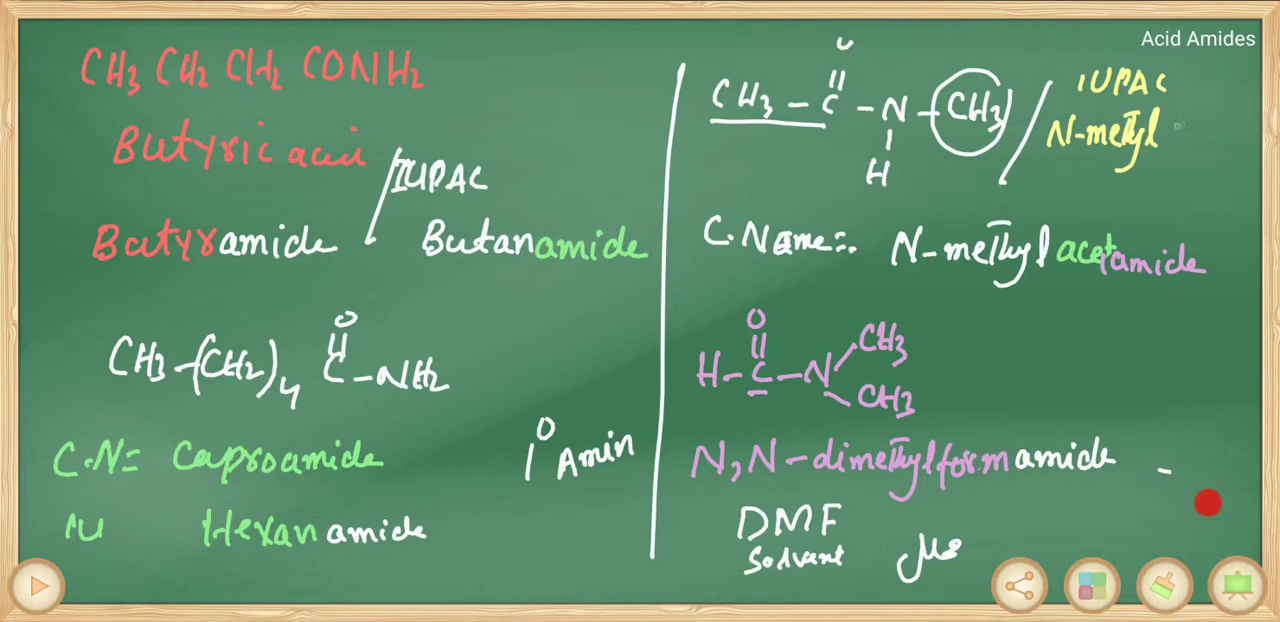 Acid Amides
CH3 CH2 CH2 CONH2
Butyric acid
Butyramide / IUPAC Butanamide
CH3-(CH2)4 C-NH2
O
||
C.N= Caproamide
Hexanamide
1° Amin
O
||
CH3 - C - N - CH3 / IUPAC
N-methyl
|
H
C.Name:- N-methyl acetamide
O
||
H - C - N
CH3
CH3
N,N-dimethylformamide -
DMF
Solvent